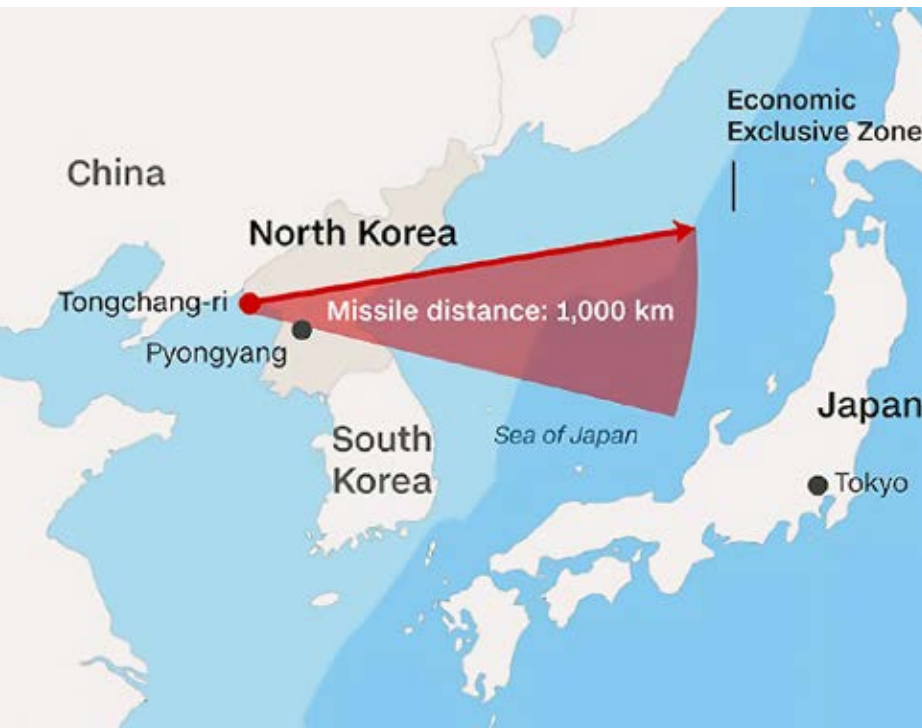 Economic
Exclusive Zone
China
North Korea
Tongchang-ri
Missile distance: 1,000 km
Pyongyang
Japan
South
Korea
Sea of Japan
Tokyo